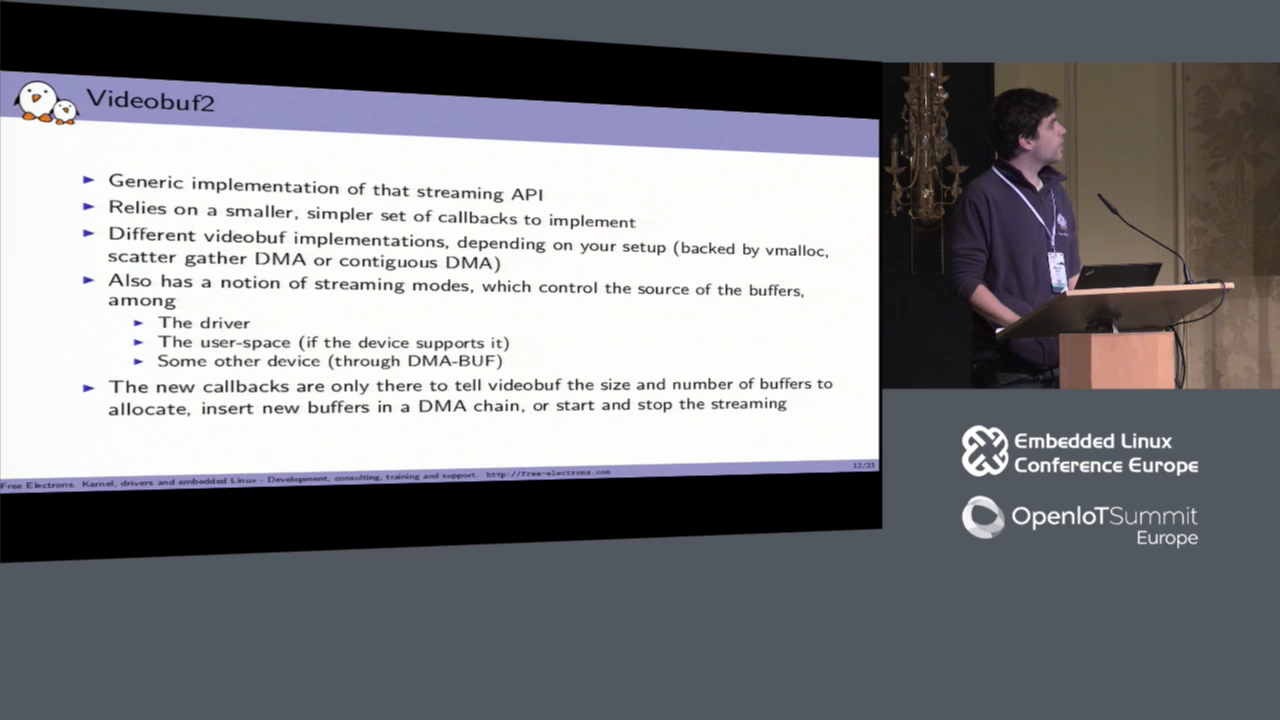 Videobuf2
Generic implementation of that streaming API
Relies on a smaller, simpler set of callbacks to implement
Different videobuf implementations, depending on your setup (backed by vmalloc,
scatter gather DMA or contiguous DMA)
Also has a notion of streaming modes, which control the source of the buffers,
among
The driver
The user-space (if the device supports it)
Some other device (through DMA-BUF)
The new callbacks are only there to tell videobuf the size and number of buffers to
allocate, insert new buffers in a DMA chain, or start and stop the streaming
Free Electrons. Kernel, drivers and embedded Linux - Development, consulting, training and support. http://free-electrons.com
12/23
Embedded Linux
Conference Europe
OpenIoTSummit
Europe